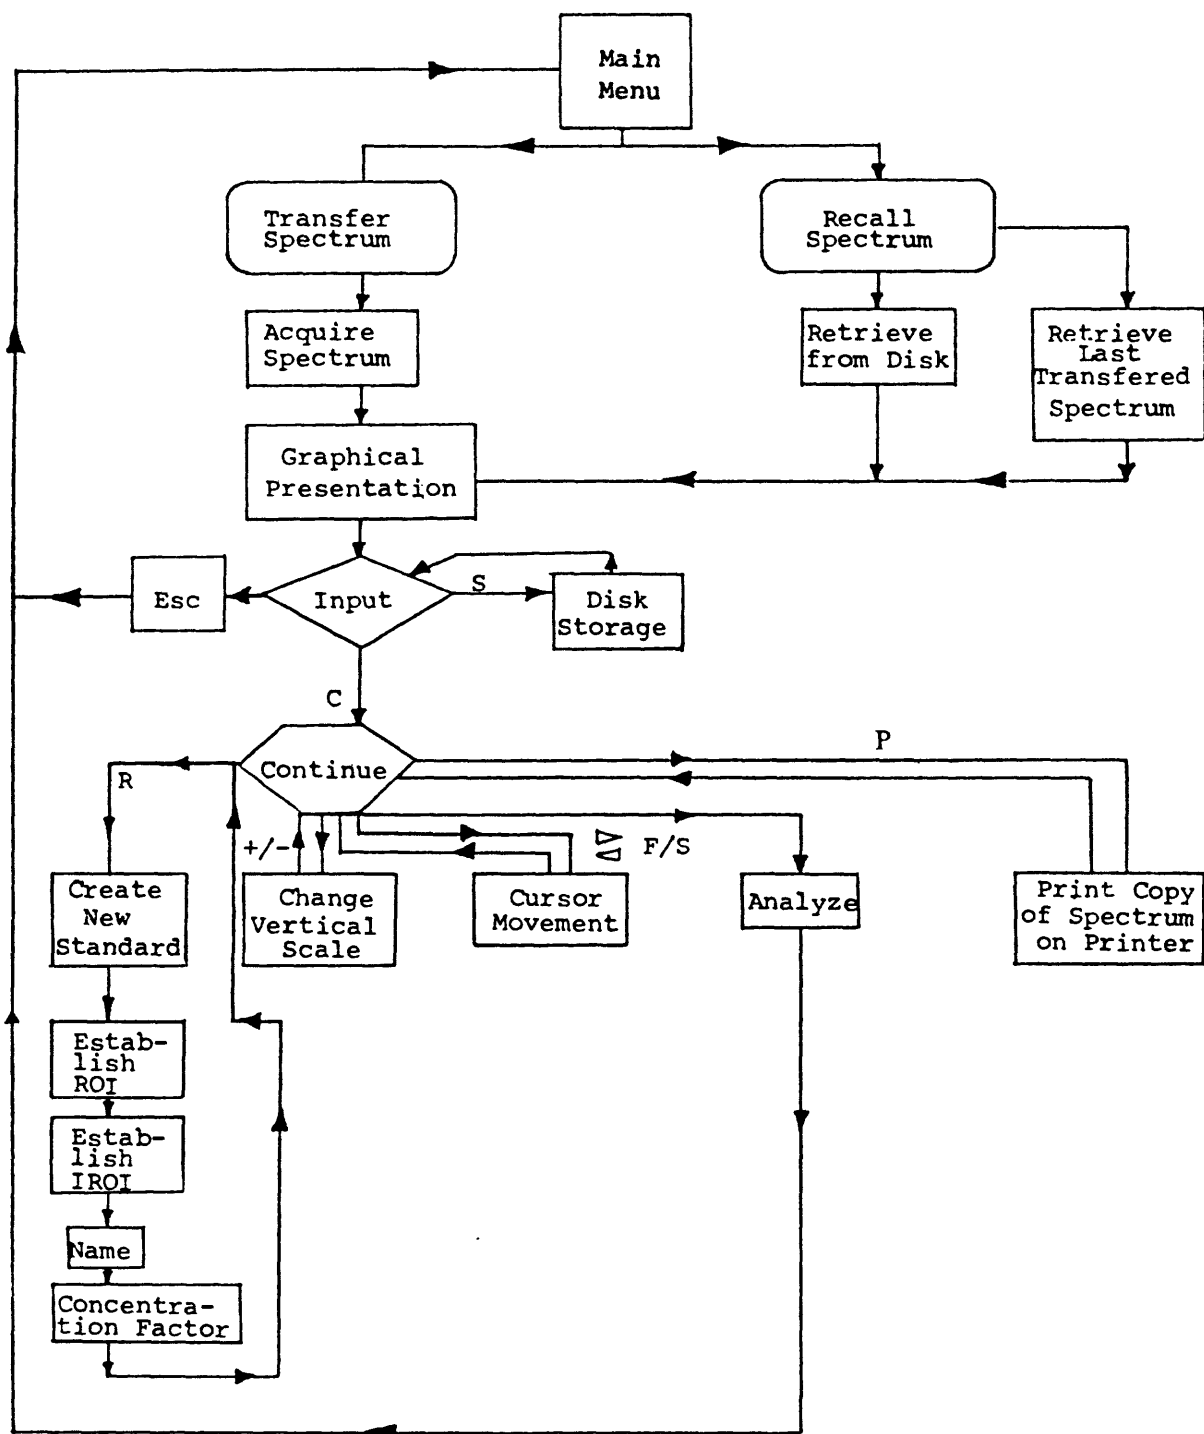 Main
Menu
Transfer
Spectrum
Recall
Spectrum
Acquire
Spectrum
Retrieve
from Disk
Retrieve
Last
Transfered
Spectrum
Graphical
Presentation
Esc
Input
S
Disk
Storage
C
Continue
P
R
+/-
F/S
Create
New
Standard
Change
Vertical
Scale
Cursor
Movement
Analyze
Print Copy
of Spectrum
on Printer
Estab-
lish
ROI
Estab-
lish
IROI
Name
Concentra-
tion Factor